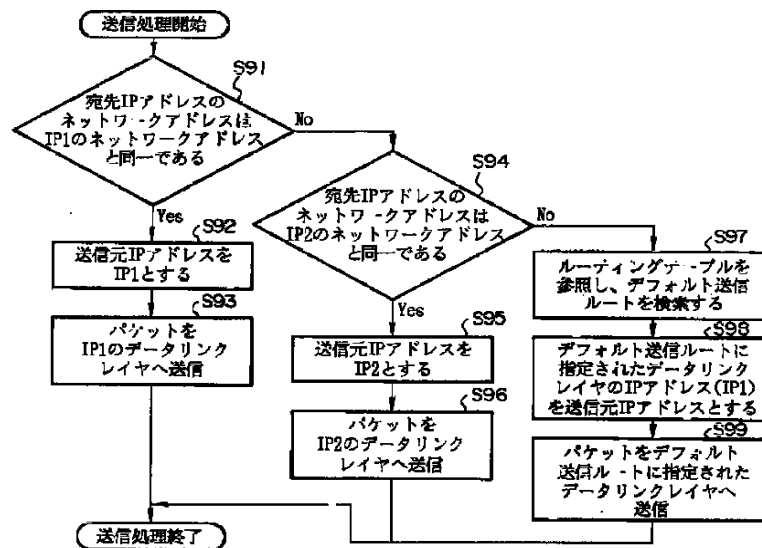 送信処理開始
S91
宛先IPアドレスの
ネットワークアドレスは
IP1のネットワークアドレス
と同一である
No
Yes
S92
送信元IPアドレスを
IP1とする
S93
パケットを
IP1のデータリンク
レイヤへ送信
S94
宛先IPアドレスの
ネットワークアドレスは
IP2のネットワークアドレス
と同一である
No
Yes
S95
送信元IPアドレスを
IP2とする
S96
パケットを
IP2のデータリンク
レイヤへ送信
S97
ルーティングテーブルを
参照し、デフォルト送信
ルートを検索する
S98
デフォルト送信ルートに
指定されたデータリンク
レイヤのIPアドレス(IP1)
を送信元IPアドレスとする
S99
パケットをデフォルト
送信ルートに指定された
データリンクレイヤへ
送信
送信処理終了